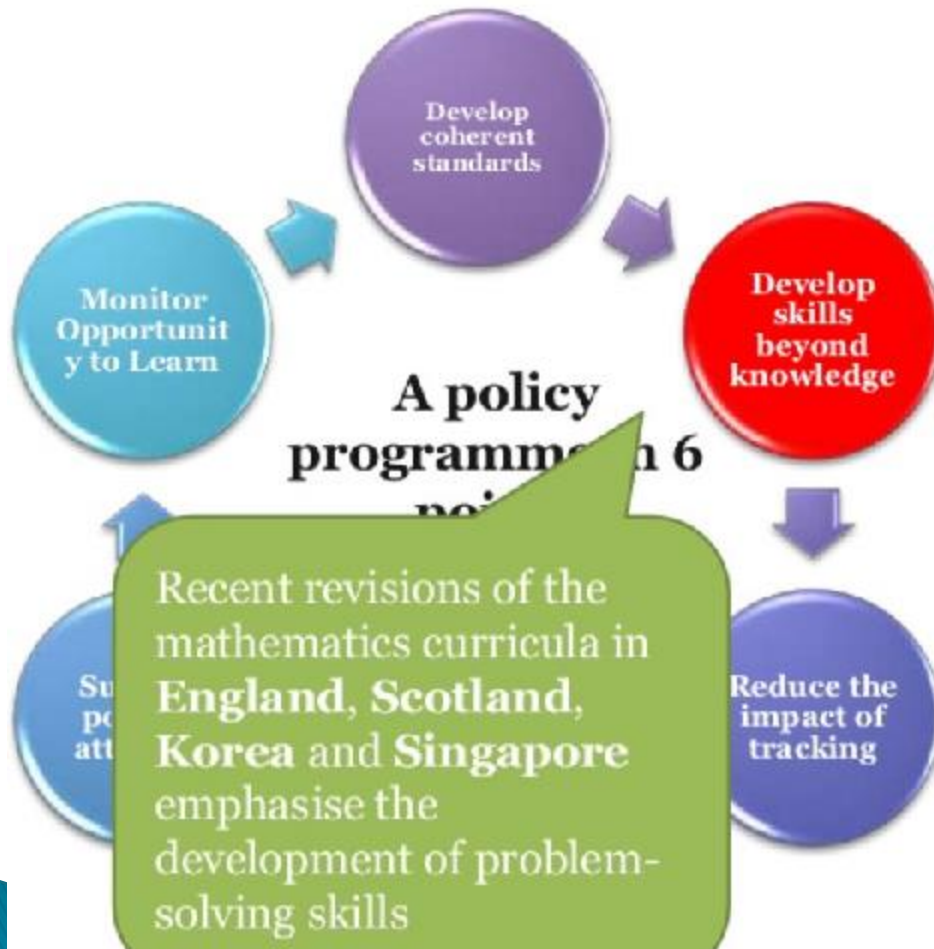 Develop
coherent
standards
Monitor
Opportunit
y to Learn
Develop
skills
beyond
knowledge
A policy
6
Recent revisions of the
mathematics curricula in
England, Scotland,
Korea and Singapore
emphasise the
development of problem-
solving skills
Reduce the
impact of
tracking